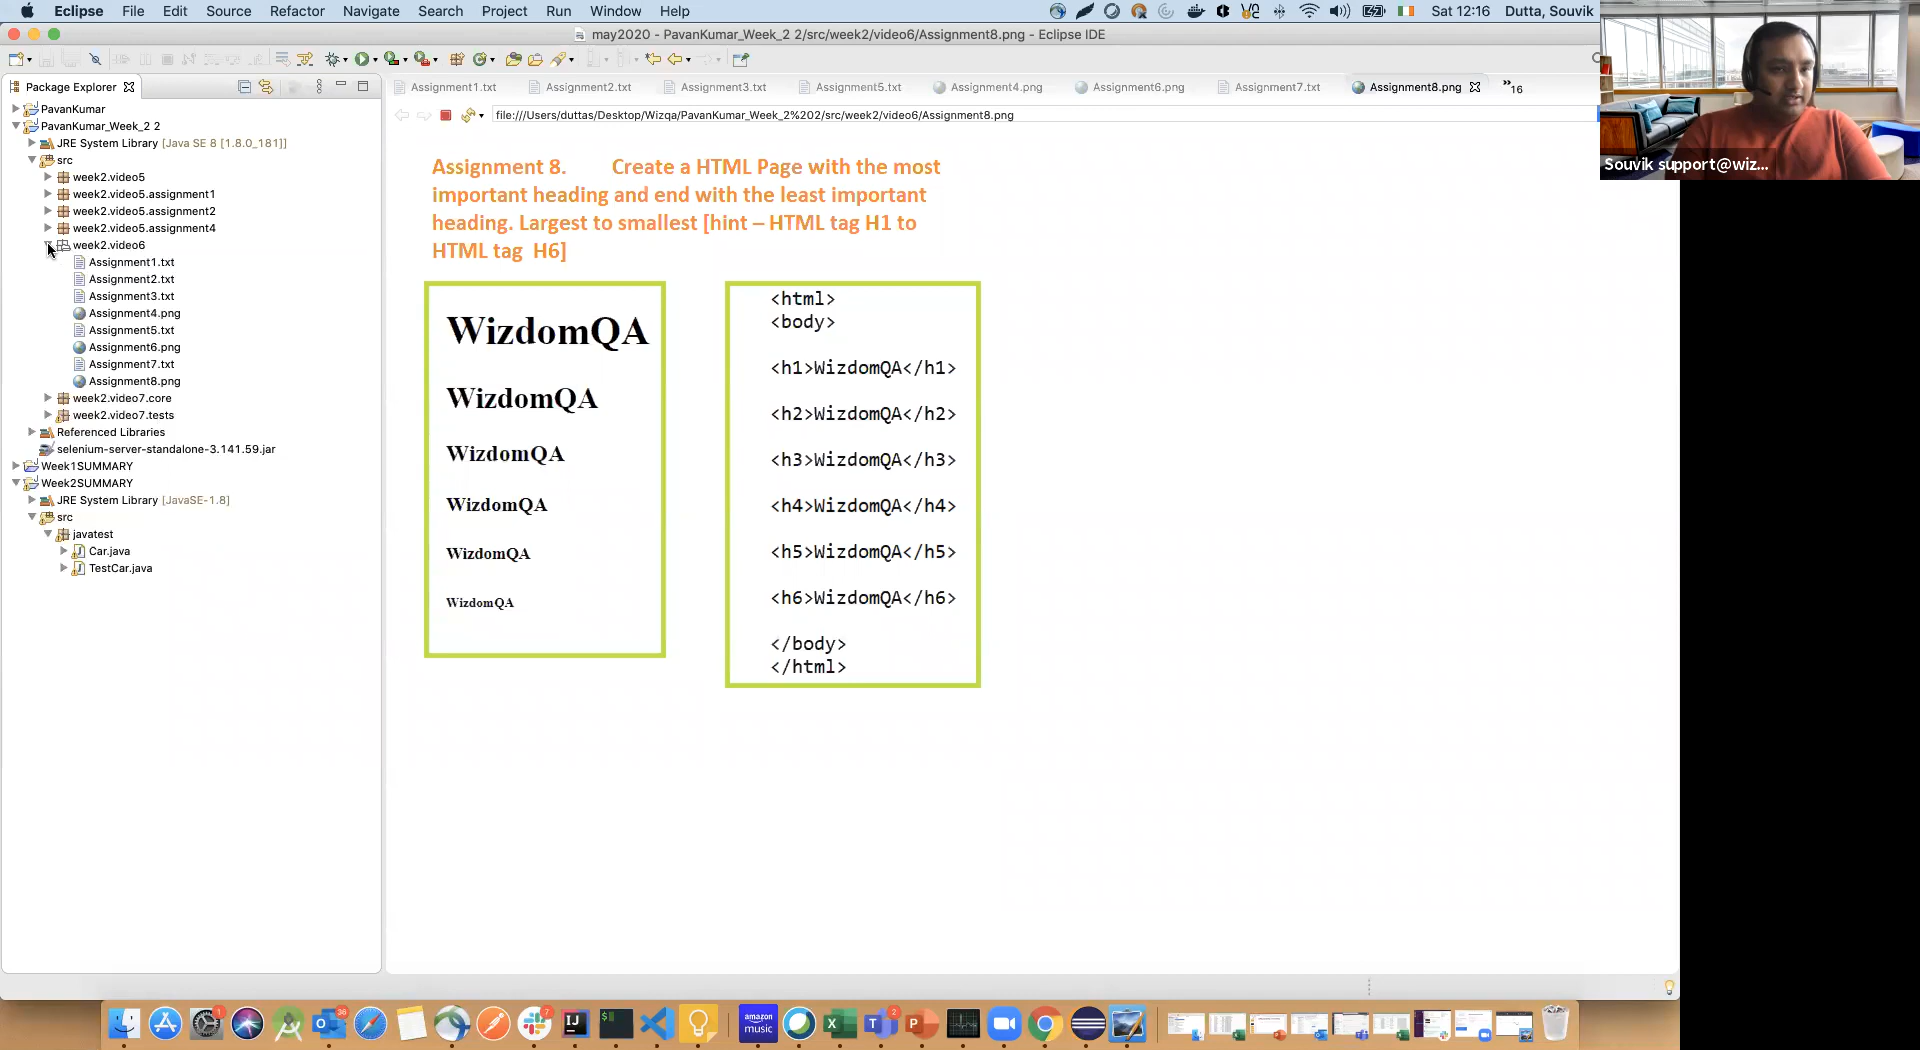 Eclipse File Edit Source Refactor Navigate Search Project Run Window Help Sat 12:16 Dutta, Souvik
may2020 - PavanKumar_Week_2 2/src/week2/video6/Assignment8.png - Eclipse IDE
Package Explorer
Assignment1.txt Assignment2.txt Assignment3.txt Assignment5.txt Assignment4.png Assignment6.png Assignment7.txt Assignment8.png »16
file:///Users/duttas/Desktop/Wizqa/PavanKumar_Week_2%202/src/week2/video6/Assignment8.png
PavanKumar
PavanKumar_Week_2 2
JRE System Library [Java SE 8 [1.8.0_181]]
src
week2.video5
week2.video5.assignment1
week2.video5.assignment2
week2.video5.assignment4
week2.video6
Assignment1.txt
Assignment2.txt
Assignment3.txt
Assignment4.png
Assignment5.txt
Assignment6.png
Assignment7.txt
Assignment8.png
week2.video7.core
week2.video7.tests
Referenced Libraries
selenium-server-standalone-3.141.59.jar
Week1SUMMARY
Week2SUMMARY
JRE System Library [JavaSE-1.8]
src
javatest
Car.java
TestCar.java
Assignment 8. Create a HTML Page with the most
important heading and end with the least important
heading. Largest to smallest [hint – HTML tag H1 to
HTML tag H6]
WizdomQA
WizdomQA
WizdomQA
WizdomQA
WizdomQA
WizdomQA
<html>
<body>
<h1>WizdomQA</h1>
<h2>WizdomQA</h2>
<h3>WizdomQA</h3>
<h4>WizdomQA</h4>
<h5>WizdomQA</h5>
<h6>WizdomQA</h6>
</body>
</html>
Souvik support@wiz...
amazon
music